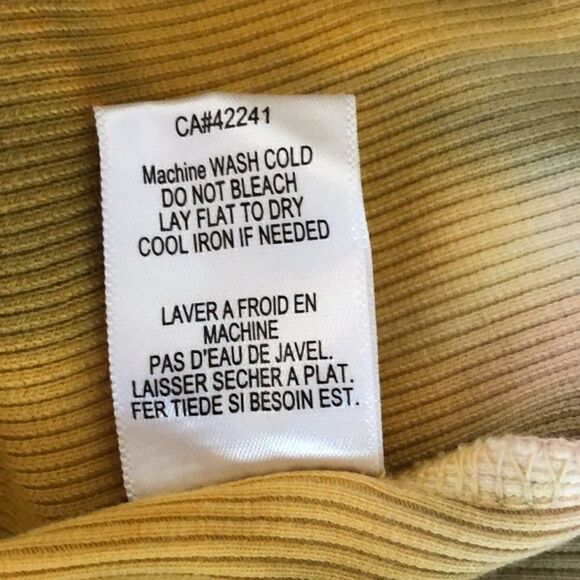 CA#42241
Machine WASH COLD
DO NOT BLEACH
LAY FLAT TO DRY
COOL IRON IF NEEDED
LAVER A FROID EN
MACHINE
PAS D'EAU DE JAVEL.
LAISSER SECHER A PLAT.
FER TIEDE SI BESOIN EST.